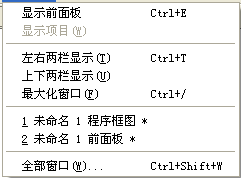 显示前面板 Ctrl+E
显示项目(W)
左右两栏显示(T) Ctrl+T
上下两栏显示(U)
最大化窗口(F) Ctrl+/
1 未命名 1 程序框图 *
2 未命名 1 前面板 *
全部窗口(W)... Ctrl+Shift+W